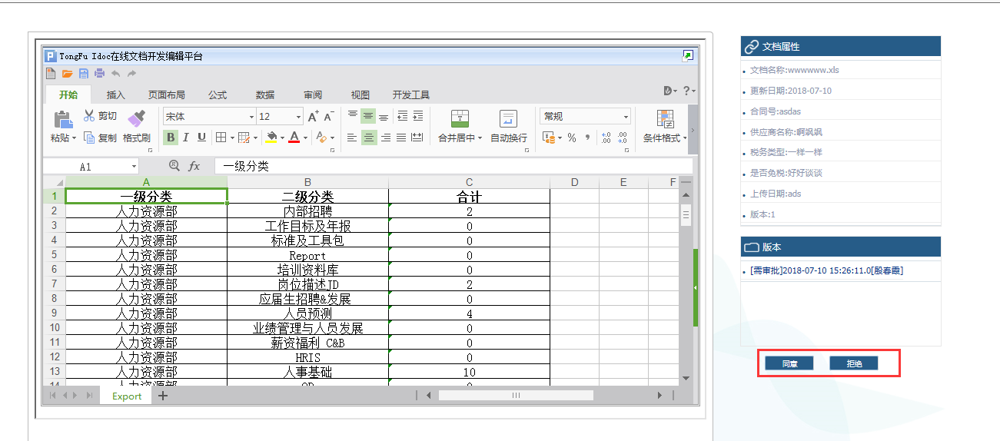 TongFu Idoc在线文档开发编辑平台
开始 插入 页面布局 公式 数据 审阅 视图 开发工具
粘贴 剪切 复制 格式刷 宋体 12 B I U A A A 合并居中 自动换行 常规 % 条件格式
A1 fx 一级分类
A B C D E F
1 一级分类 二级分类 合计
2 人力资源部 内部招聘 2
3 人力资源部 工作目标及年报 0
4 人力资源部 标准及工具包 0
5 人力资源部 Report 0
6 人力资源部 培训资料库 0
7 人力资源部 岗位描述JD 2
8 人力资源部 应届生招聘&发展 0
9 人力资源部 人员预测 4
10 人力资源部 业绩管理与人员发展 0
11 人力资源部 薪资福利 C&B 0
12 人力资源部 HRIS 0
13 人力资源部 人事基础 10
14 人力资源部
Export
文档属性
文档名称:wwwwww.xls
更新日期:2018-07-10
合同号:asdas
供应商名称:啊飒飒
税务类型:一样一样
是否免税:好好谈谈
上传日期:ads
版本:1
版本
[需审批]2018-07-10 15:26:11.0[殷春霞]
同意 拒绝